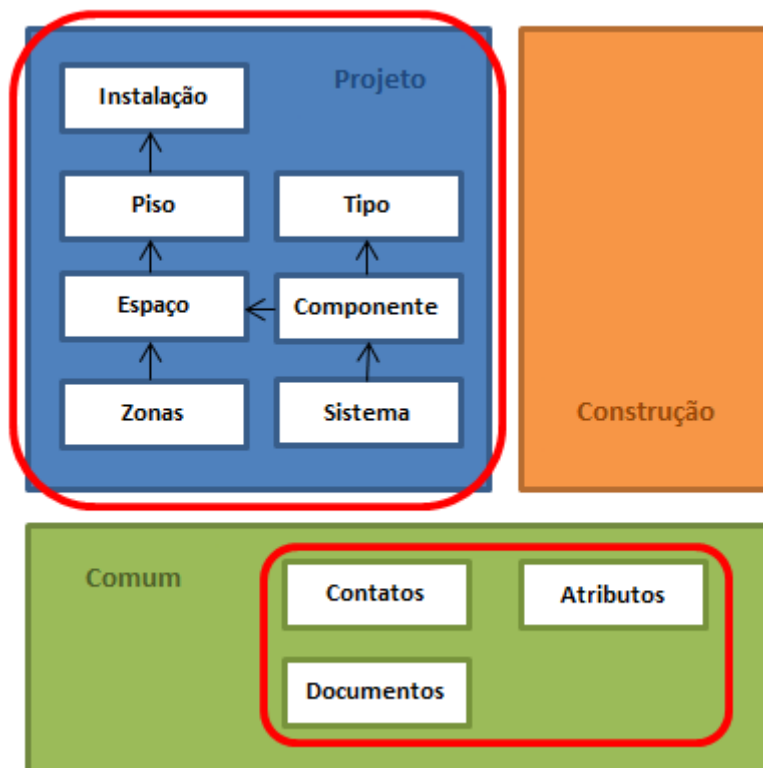 Projeto
Instalação
Piso
Tipo
Espaço
Componente
Zonas
Sistema
Construção
Comum
Contatos
Atributos
Documentos